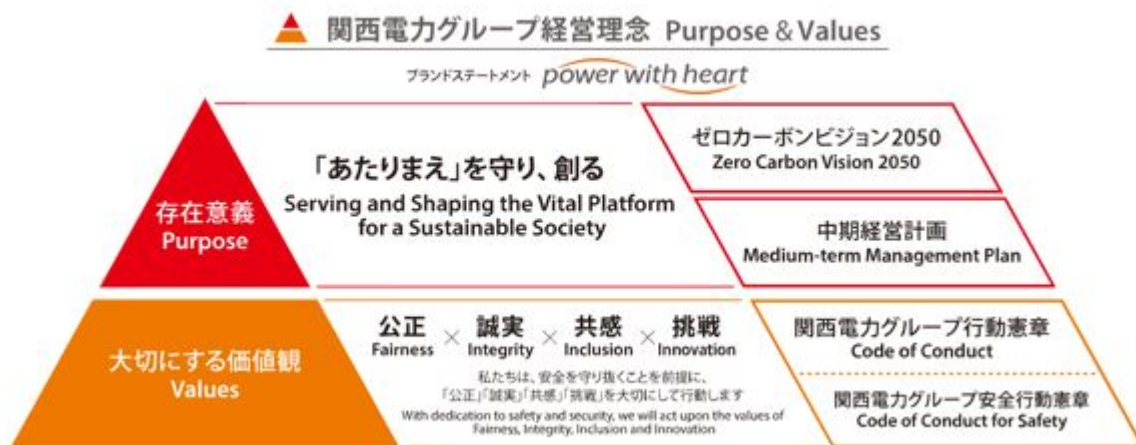 関西電力グループ経営理念 Purpose & Values
ブランドステートメント power with heart
存在意義
Purpose
「あたりまえ」を守り、創る
Serving and Shaping the Vital Platform
for a Sustainable Society
ゼロカーボンビジョン2050
Zero Carbon Vision 2050
中期経営計画
Medium-term Management Plan
大切にする価値観
Values
公正 × 誠実 × 共感 × 挑戦
Fairness Integrity Inclusion Innovation
私たちは、安全を守り抜くことを前提に、
「公正」「誠実」「共感」「挑戦」を大切にして行動します
With dedication to safety and security, we will act upon the values of
Fairness, Integrity, Inclusion and Innovation
関西電力グループ行動憲章
Code of Conduct
関西電力グループ安全行動憲章
Code of Conduct for Safety